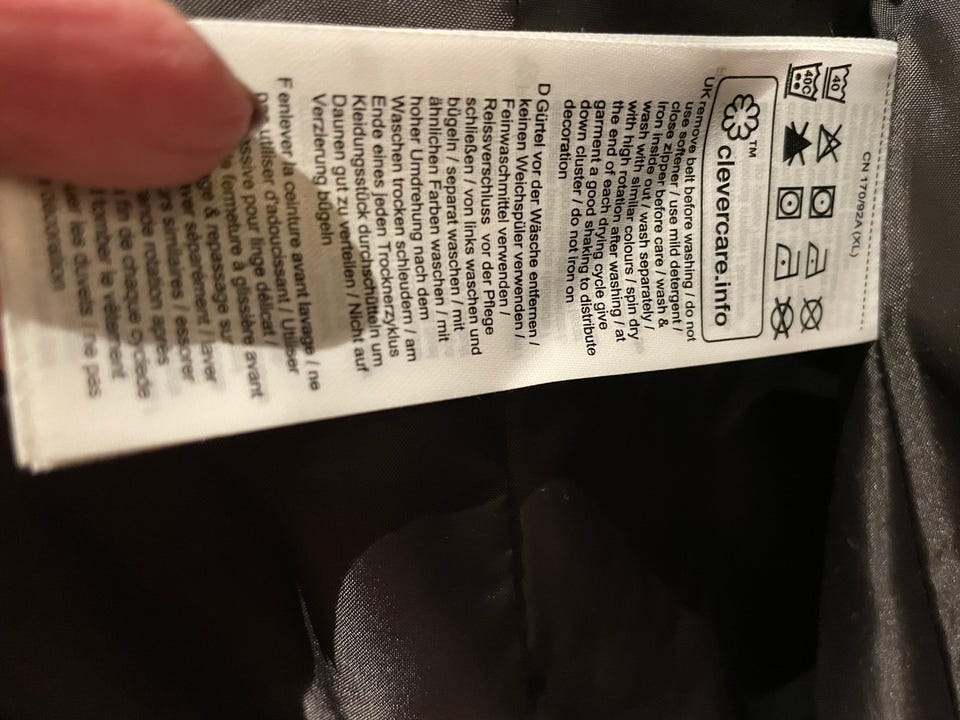 CN 170/92A (XL)
40
40C
clevercare.info™
UK remove belt before washing / do not
use softener / use mild detergent /
close zipper before care / wash &
iron inside out / wash separately /
wash with similar colours / spin dry
with high rotation after washing / at
the end of each drying cycle give
garment a good shaking to distribute
down cluster / do not iron on
decoration
D Gürtel vor der Wäsche entfernen /
keinen Weichspüler verwenden /
Feinwaschmittel verwenden /
Reissverschluss vor der Pflege
schließen / von links waschen und
bügeln / separat waschen / mit
ähnlichen Farben waschen / mit
hoher Umdrehung nach dem
Waschen trocken schleudern / am
Ende eines jeden Trocknerzyklus
Kleidungsstück durchschütteln um
Daunen gut zu verteilen / Nicht auf
Verzierung bügeln
F enlever la ceinture avant lavage / ne
pas utiliser d'adoucissant / Utiliser
pour linge délicat /
fermeture à glissière avant
& repassage sur
séparément / laver
similaires / essorer
rotation après
fin de chaque cycle de
tomber le vêtement
les duvets / ne pas
décoration